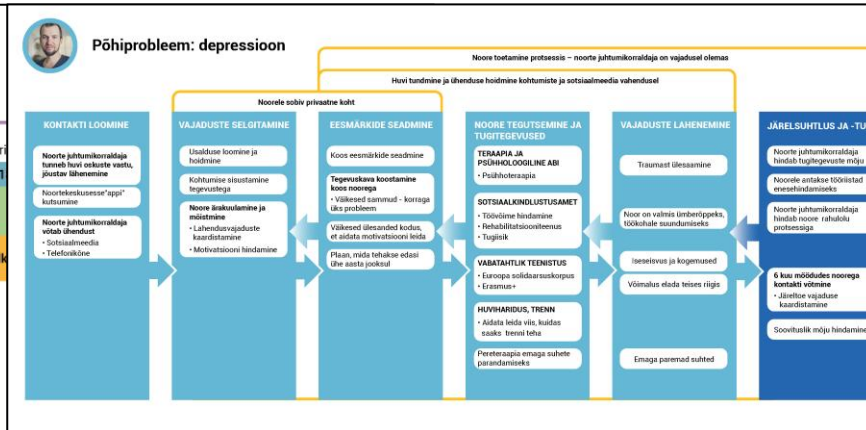 Põhiprobleem: depressioon
Noore toetamine protsessis – noorte juhtumikorraldaja on vajadusel olemas
Huvi tundmine ja ühenduse hoidmine kohtumiste ja sotsiaalmeedia vahendusel
Noorele sobiv privaatne koht
KONTAKTI LOOMINE
Noorte juhtumikorraldaja
tunneb huvi oskuste vastu,
jõustav lähenemine
Noortekeskusesse"appi"
kutsumine
Noorte juhtumikorraldaja
võtab ühendust
• Sotsiaalmeedia
• Telefonikõne
VAJADUSTE SELGITAMINE
Usalduse loomine ja
hoidmine
Kohtumise sisustamine
tegevustega
Noore ärakuulamine ja
mõistmine
• Lahendusvajaduste
kaardistamine
• Motivatsiooni hindamine
EESMÄRKIDE SEADMINE
Koos eesmärkide seadmine
Tegevuskava koostamine
koos noorega
• Väikesed sammud - korraga
üks probleem
Väikesed ülesanded kodus,
et aidata motivatsiooni leida
Plaan, mida tehakse edasi
ühe aasta jooksul
NOORE TEGUTSEMINE JA
TUGITEGEVUSED
TERAAPIA JA
PSÜHHOLOOGILINE ABI
• Psühhoteraapia
SOTSIAALKINDLUSTUSAMET
• Töövõime hindamine
• Rehabilitatsiooniteenus
• Tugiisik
VABATAHTLIK TEENISTUS
• Euroopa solidaarsuskorpus
• Erasmus+
HUVIHARIDUS, TRENN
• Aidata leida viis, kuidas
saaks trenni teha
Pereteraapia emaga suhete
parandamiseks
VAJADUSTE LAHENEMINE
Traumast ülesaamine
Noor on valmis ümberõppeks,
töökohale suundumiseks
Iseseisvus ja kogemused
Võimalus elada teises riigis
Emaga paremad suhted
JÄRELSUHTLUS JA -TU
Noorte juhtumikorraldaja
hindab tugitegevuste mõju
Noorele antakse tööriistad
enesehindamiseks
Noorte juhtumikorraldaja
hindab noore rahulolu
protsessiga
6 kuu möödudes noorega
kontakti võtmine
• Järeltoe vajaduse
kaardistamine
Soovituslik mõju hindamine